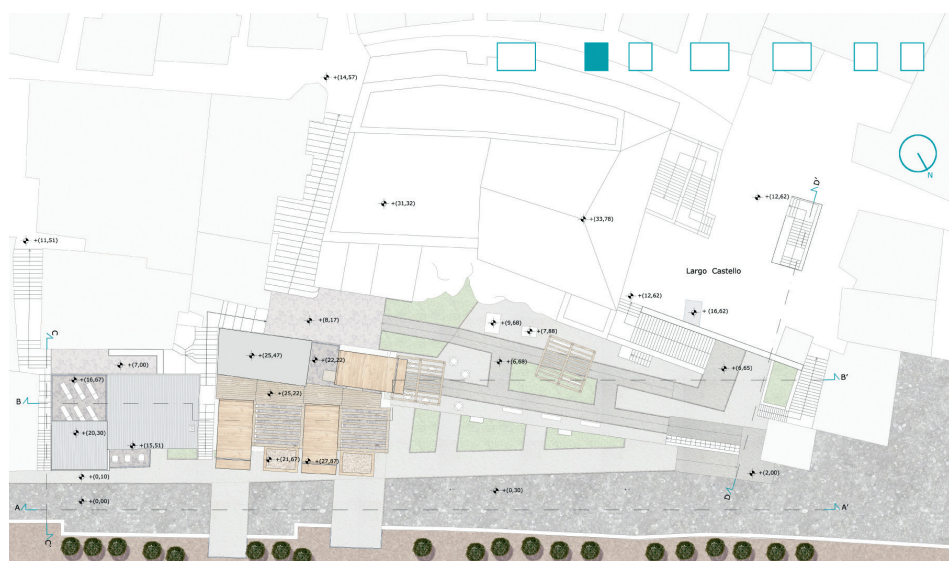 +(14,57)
N
+(31,32)
+(12,62)
D'
+(33,78)
+(11,51)
Largo Castello
+(12,62)
+(16,62)
+(8,17)
+(9,68)
+(7,88)
C
+(7,00)
+(25,47)
+(22,22)
+(6,68)
+(6,65)
+(16,67)
B'
B
+(25,22)
+(20,30)
+(15,51)
+(21,67)
+(27,87)
+(0,10)
+(2,00)
+(0,30)
D
+(0,00)
A
A'
C'